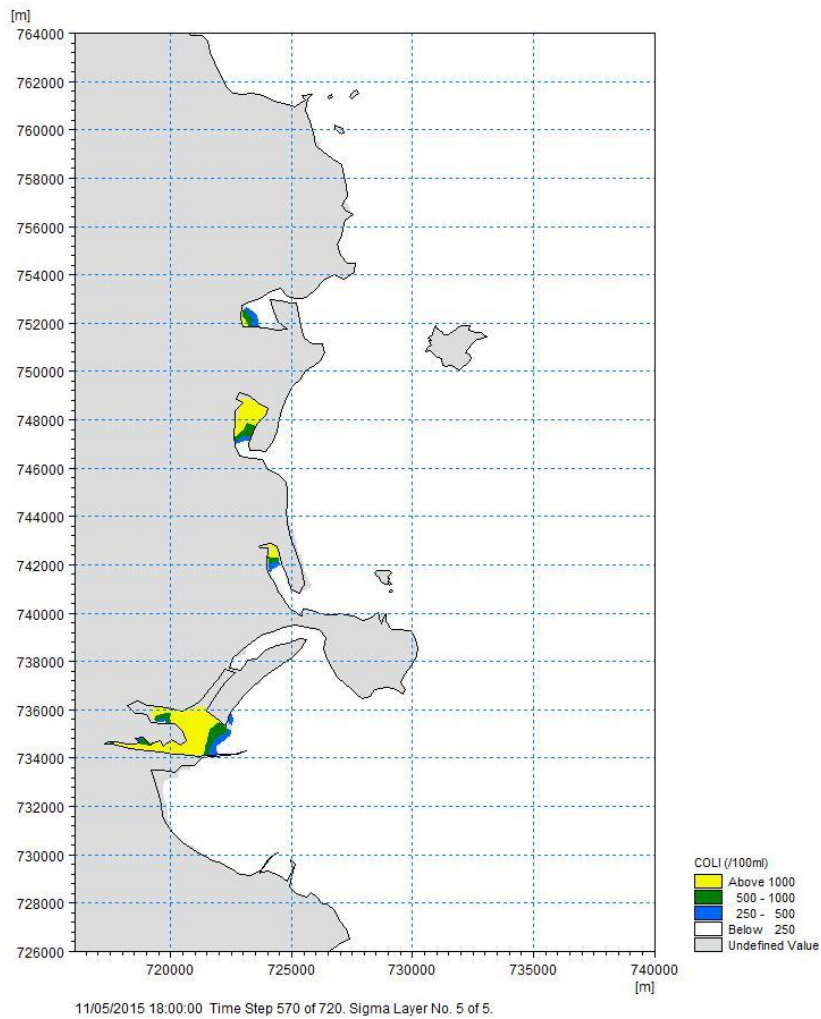 [m]
764000
762000
760000
758000
756000
754000
752000
750000
748000
746000
744000
742000
740000
738000
736000
734000
732000
730000
728000
726000
720000 725000 730000 735000 740000
[m]
COLI (/100ml)
Above 1000
500 - 1000
250 - 500
Below 250
Undefined Value
11/05/2015 18:00:00 Time Step 570 of 720. Sigma Layer No. 5 of 5.